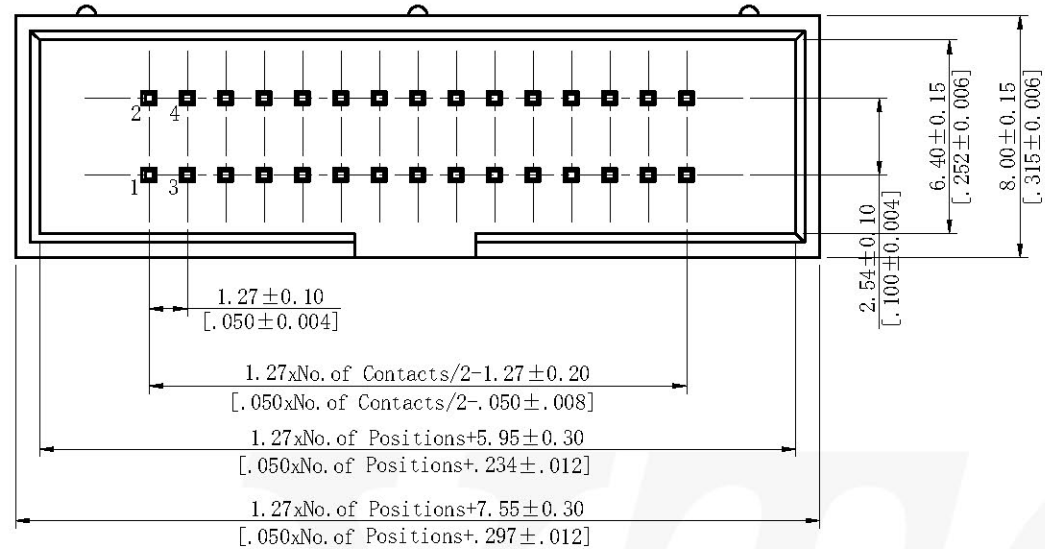 2 4
1 3
6.40±0.15
[.252±0.006]
8.00±0.15
[.315±0.006]
2.54±0.10
[.100±0.004]
1.27±0.10
[.050±0.004]
1.27xNo.of Contacts/2-1.27±0.20
[.050xNo.of Contacts/2-.050±.008]
1.27xNo.of Positions+5.95±0.30
[.050xNo.of Positions+.234±.012]
1.27xNo.of Positions+7.55±0.30
[.050xNo.of Positions+.297±.012]